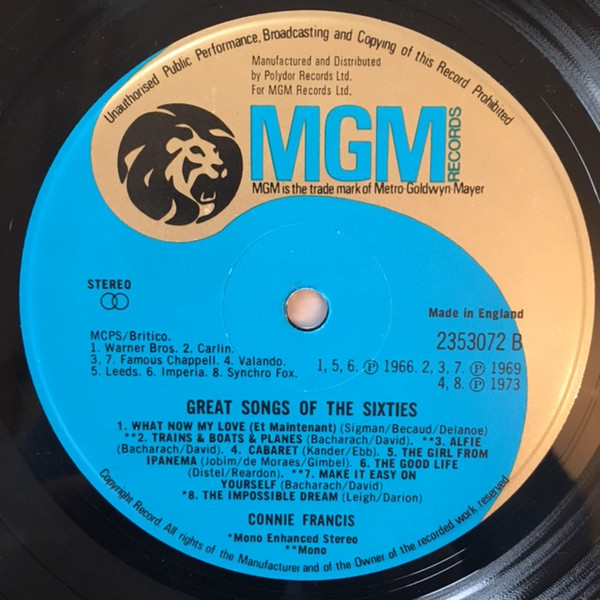 Unauthorised Public Performance, Broadcasting and Copying of this Record Prohibited
Manufactured and Distributed
by Polydor Records Ltd.
For MGM Records Ltd.
MGM
RECORDS
MGM is the trade mark of Metro-Goldwyn-Mayer
STEREO
Made in England
2353072 B
MCPS/Britico.
1. Warner Bros. 2. Carlin.
3, 7. Famous Chappell. 4. Valando.
5. Leeds. 6. Imperia. 8. Synchro Fox.
1, 5, 6. ℗ 1966. 2, 3, 7. ℗ 1969
4, 8. ℗ 1973
GREAT SONGS OF THE SIXTIES
1. WHAT NOW MY LOVE (Et Maintenant) (Sigman/Becaud/Delanoe)
**2. TRAINS & BOATS & PLANES (Bacharach/David). **3. ALFIE
(Bacharach/David). 4. CABARET (Kander/Ebb). 5. THE GIRL FROM
IPANEMA (Jobim/de Moraes/Gimbel). 6. THE GOOD LIFE
(Distel/Reardon). **7. MAKE IT EASY ON
YOURSELF (Bacharach/David)
*8. THE IMPOSSIBLE DREAM (Leigh/Darion)
CONNIE FRANCIS
*Mono Enhanced Stereo
**Mono
Copyright Record. All rights of the Manufacturer and of the Owner of the recorded work reserved